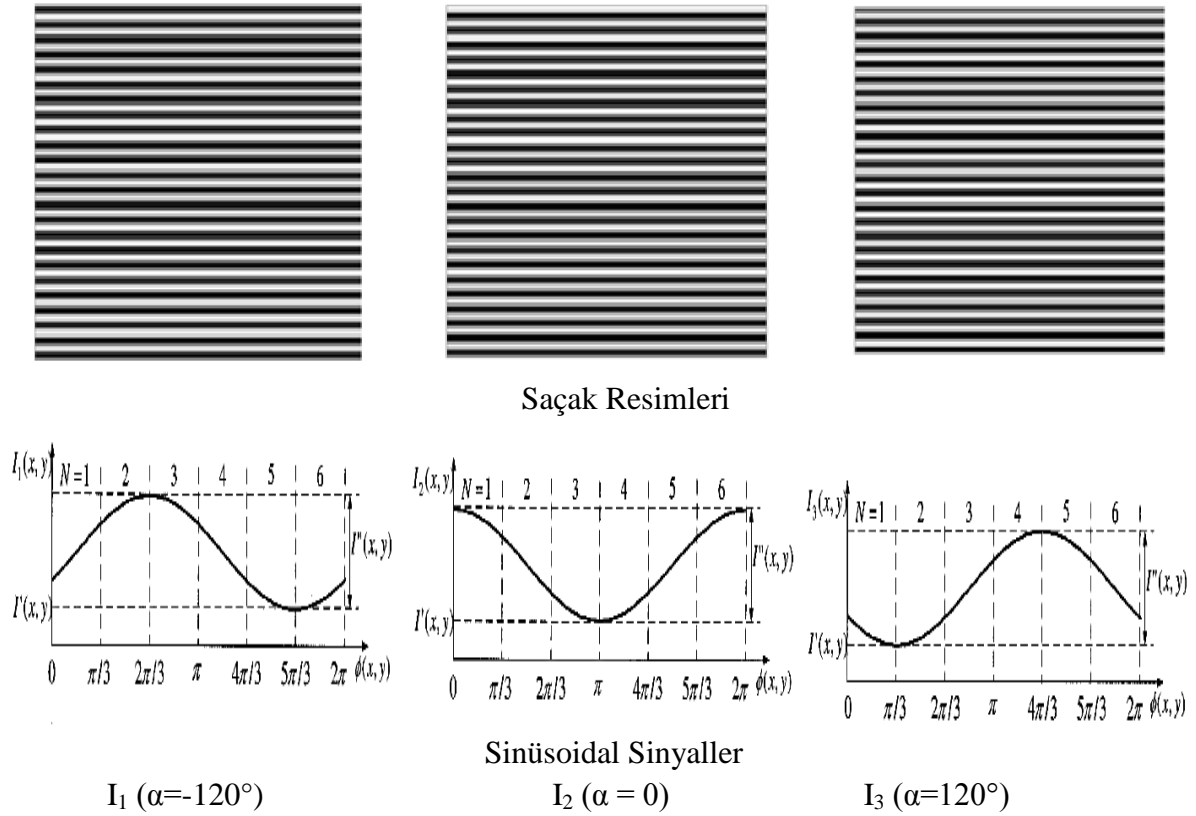 Saçak Resimleri
I₁(x, y) N=1 2 3 4 5 6
I''(x, y)
I'(x, y)
0 π/3 2π/3 π 4π/3 5π/3 2π ϕ(x, y)
I₂(x, y) N=1 2 3 4 5 6
I''(x, y)
I'(x, y)
0 π/3 2π/3 π 4π/3 5π/3 2π ϕ(x, y)
I₃(x, y) N=1 2 3 4 5 6
I''(x, y)
I'(x, y)
0 π/3 2π/3 π 4π/3 5π/3 2π ϕ(x, y)
Sinüsoidal Sinyaller
I₁ (α=-120°) I₂ (α = 0) I₃ (α=120°)